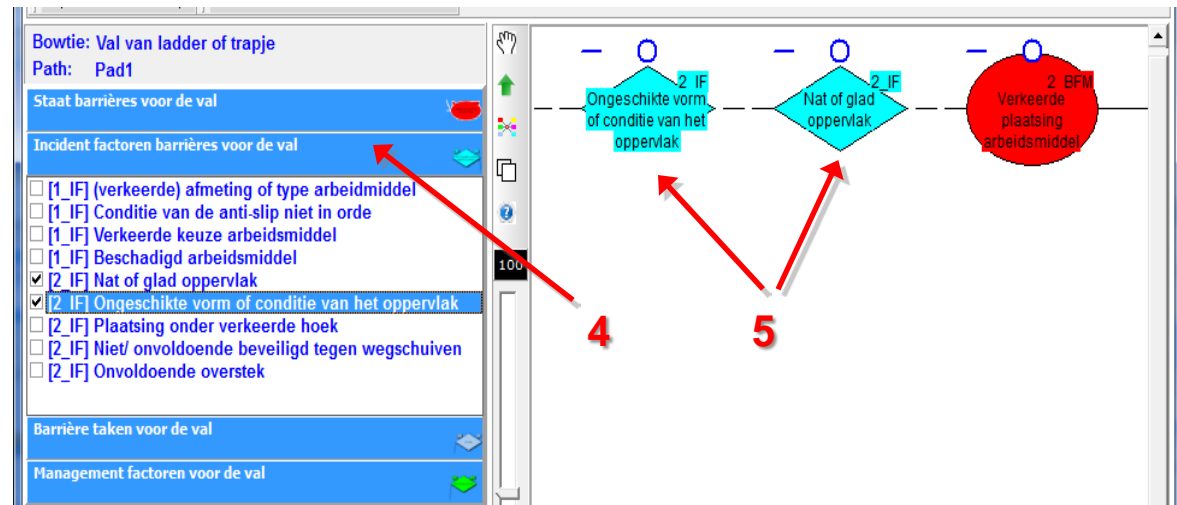 Bowtie: Val van ladder of trapje
Path: Pad1
Staat barrières voor de val
Incident factoren barrières voor de val
[1_IF] (verkeerde) afmeting of type arbeidmiddel
[1_IF] Conditie van de anti-slip niet in orde
[1_IF] Verkeerde keuze arbeidsmiddel
[1_IF] Beschadigd arbeidsmiddel
[2_IF] Nat of glad oppervlak
[2_IF] Ongeschikte vorm of conditie van het oppervlak
[2_IF] Plaatsing onder verkeerde hoek
[2_IF] Niet/ onvoldoende beveiligd tegen wegschuiven
[2_IF] Onvoldoende overstek
Barrière taken voor de val
Management factoren voor de val
100
2_IF
Ongeschikte vorm
of conditie van het
oppervlak
2_IF
Nat of glad
oppervlak
2_BFM
Verkeerde
plaatsing
arbeidsmiddel
4
5